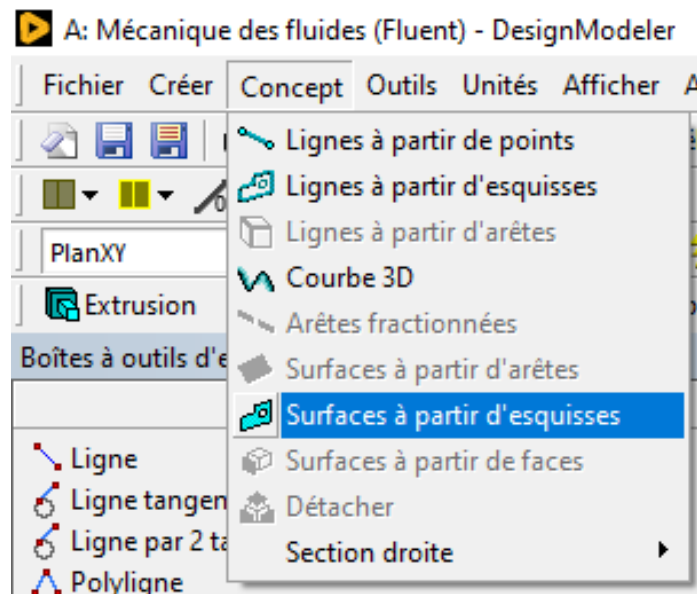 A: Mécanique des fluides (Fluent) - DesignModeler
Fichier Créer Concept Outils Unités Afficher
Lignes à partir de points
Lignes à partir d'esquisses
Lignes à partir d'arêtes
PlanXY
Courbe 3D
Extrusion
Arêtes fractionnées
Boîtes à outils d'e
Surfaces à partir d'arêtes
Surfaces à partir d'esquisses
Ligne
Surfaces à partir de faces
Ligne tangen
Détacher
Ligne par 2 ta
Section droite
Polyligne